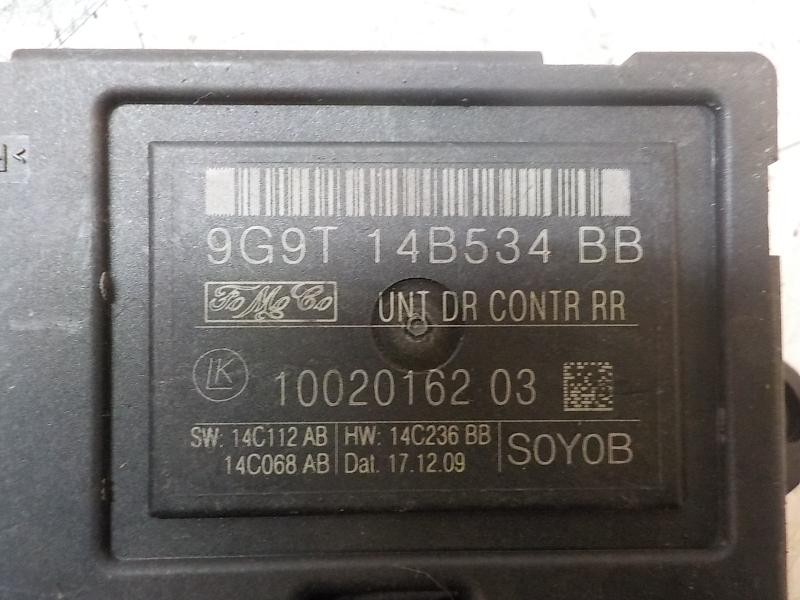 9G9T 14B534 BB
FoMoCo
UNT DR CONTR RR
LK
10020162 03
SW: 14C112 AB
14C068 AB
HW: 14C236 BB
Dat. 17.12.09
S0Y0B